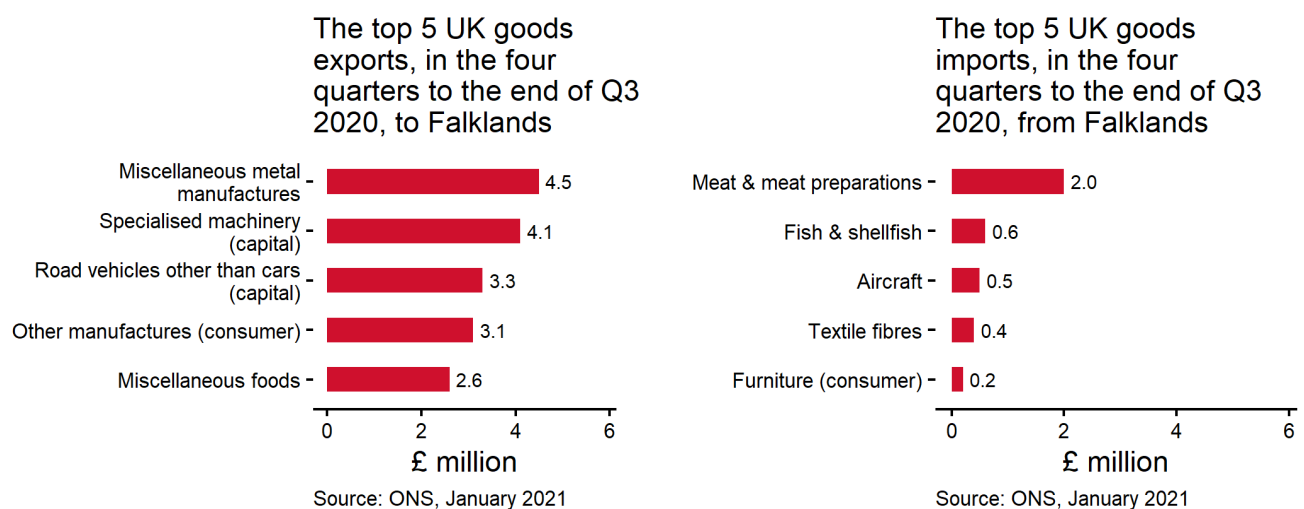 The top 5 UK goods
exports, in the four
quarters to the end of Q3
2020, to Falklands
Miscellaneous metal
manufactures
4.5
Specialised machinery
(capital)
4.1
Road vehicles other than cars
(capital)
3.3
Other manufactures (consumer)
3.1
Miscellaneous foods
2.6
0 2 4 6
£ million
Source: ONS, January 2021
The top 5 UK goods
imports, in the four
quarters to the end of Q3
2020, from Falklands
Meat & meat preparations 2.0
Fish & shellfish 0.6
Aircraft 0.5
Textile fibres 0.4
Furniture (consumer) 0.2
0 2 4 6
£ million
Source: ONS, January 2021